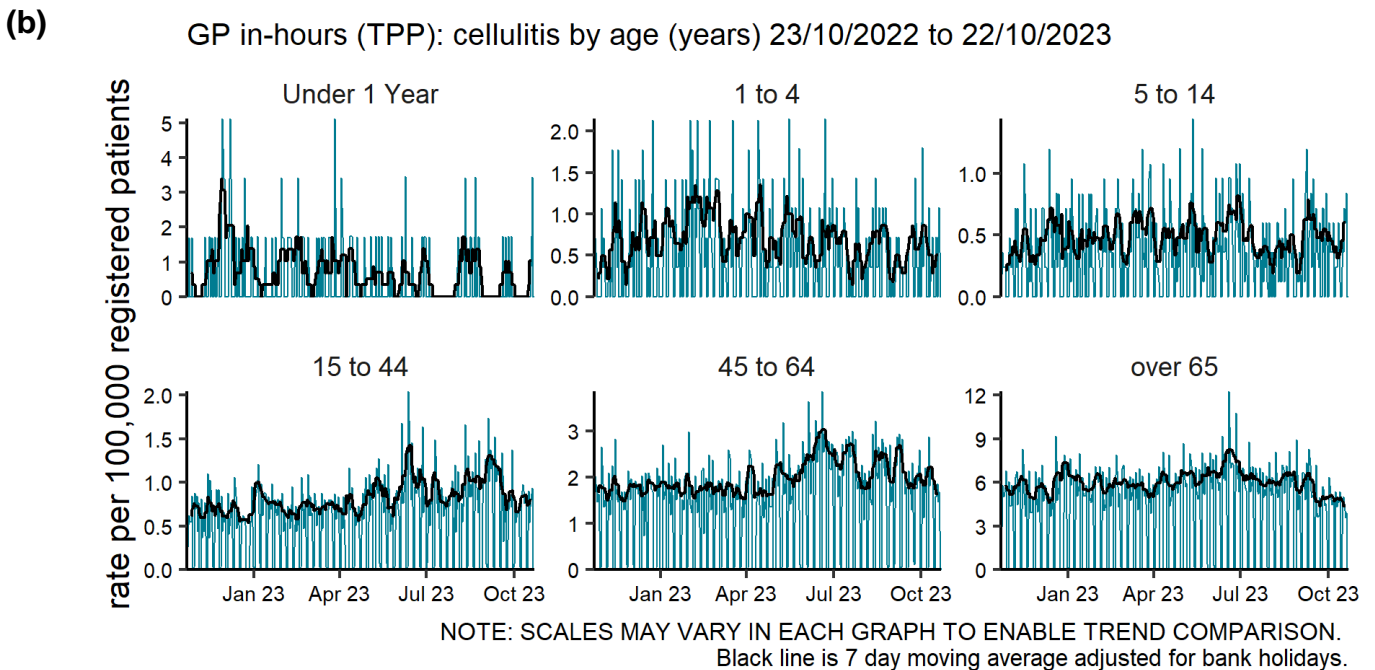 (b)
GP in-hours (TPP): cellulitis by age (years) 23/10/2022 to 22/10/2023
rate per 100,000 registered patients
Under 1 Year
5
4
3
2
1
0
1 to 4
2.0
1.5
1.0
0.5
0.0
5 to 14
1.0
0.5
0.0
15 to 44
2.0
1.5
1.0
0.5
0.0
Jan 23 Apr 23 Jul 23 Oct 23
45 to 64
3
2
1
0
Jan 23 Apr 23 Jul 23 Oct 23
over 65
12
9
6
3
0
Jan 23 Apr 23 Jul 23 Oct 23
NOTE: SCALES MAY VARY IN EACH GRAPH TO ENABLE TREND COMPARISON.
Black line is 7 day moving average adjusted for bank holidays.